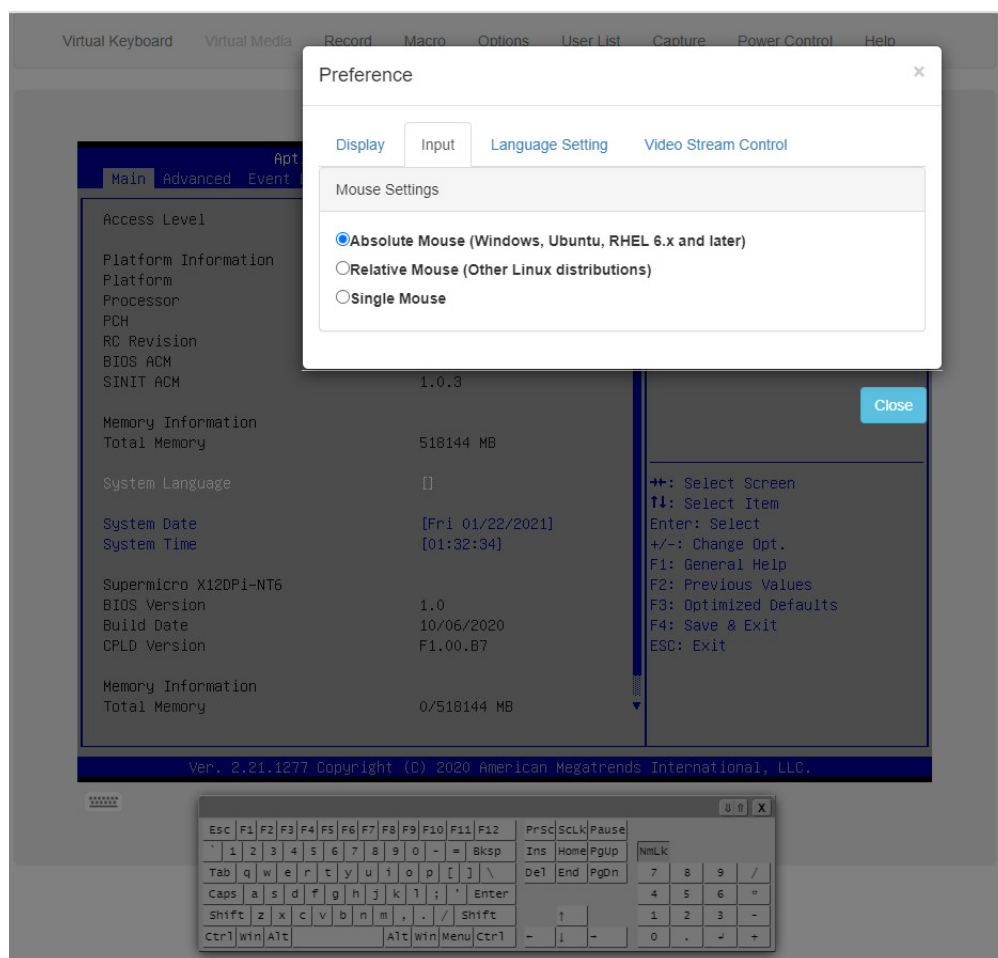 Virtual Keyboard Virtual Media Record Macro Options User List Capture Power Control Help
Preference ×
Display Input Language Setting Video Stream Control
Mouse Settings
Absolute Mouse (Windows, Ubuntu, RHEL 6.x and later)
Relative Mouse (Other Linux distributions)
Single Mouse
Close
Apt
Main Advanced Event
Access Level
Platform Information
Platform
Processor
PCH
RC Revision
BIOS ACM
SINIT ACM 1.0.3
Memory Information
Total Memory 518144 MB
System Language []
System Date [Fri 01/22/2021]
System Time [01:32:34]
Supermicro X12DPi-NT6
BIOS Version 1.0
Build Date 10/06/2020
CPLD Version F1.00.B7
Memory Information
Total Memory 0/518144 MB
→←: Select Screen
↑↓: Select Item
Enter: Select
+/-: Change Opt.
F1: General Help
F2: Previous Values
F3: Optimized Defaults
F4: Save & Exit
ESC: Exit
Ver. 2.21.1277 Copyright (C) 2020 American Megatrends International, LLC.
X
Esc F1 F2 F3 F4 F5 F6 F7 F8 F9 F10 F11 F12 PrSc ScLk Pause
` 1 2 3 4 5 6 7 8 9 0 - = Bksp Ins Home PgUp NmLk
Tab q w e r t y u i o p [ ] \ Del End PgDn 7 8 9 /
Caps a s d f g h j k l ; ' Enter 4 5 6 *
Shift z x c v b n m , . / Shift ↑ 1 2 3 -
Ctrl Win Alt Alt Win Menu Ctrl ← ↓ → 0 . ↵ +